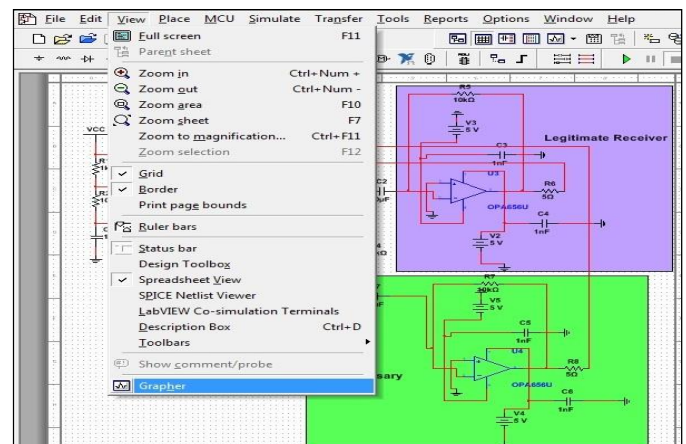 File Edit View Place MCU Simulate Transfer Tools Reports Options Window Help
Full screen F11
Parent sheet
Zoom in Ctrl+Num +
Zoom out Ctrl+Num -
Zoom area F10
Zoom sheet F7
Zoom to magnification... Ctrl+F11
Zoom selection F12
Grid
Border
Print page bounds
Ruler bars
Status bar
Design Toolbox
Spreadsheet View
SPICE Netlist Viewer
LabVIEW Co-simulation Terminals
Description Box Ctrl+D
Toolbars
Show comment/probe
Grapher
VCC
R5
10kΩ
V3
5 V
Legitimate Receiver
C3
1nF
U3
C2
R6
5Ω
OPA656U
C4
1nF
V2
5 V
R7
V5
5 V
C5
1nF
U4
R8
5Ω
sary
OPA656U
C6
1nF
V4
5 V